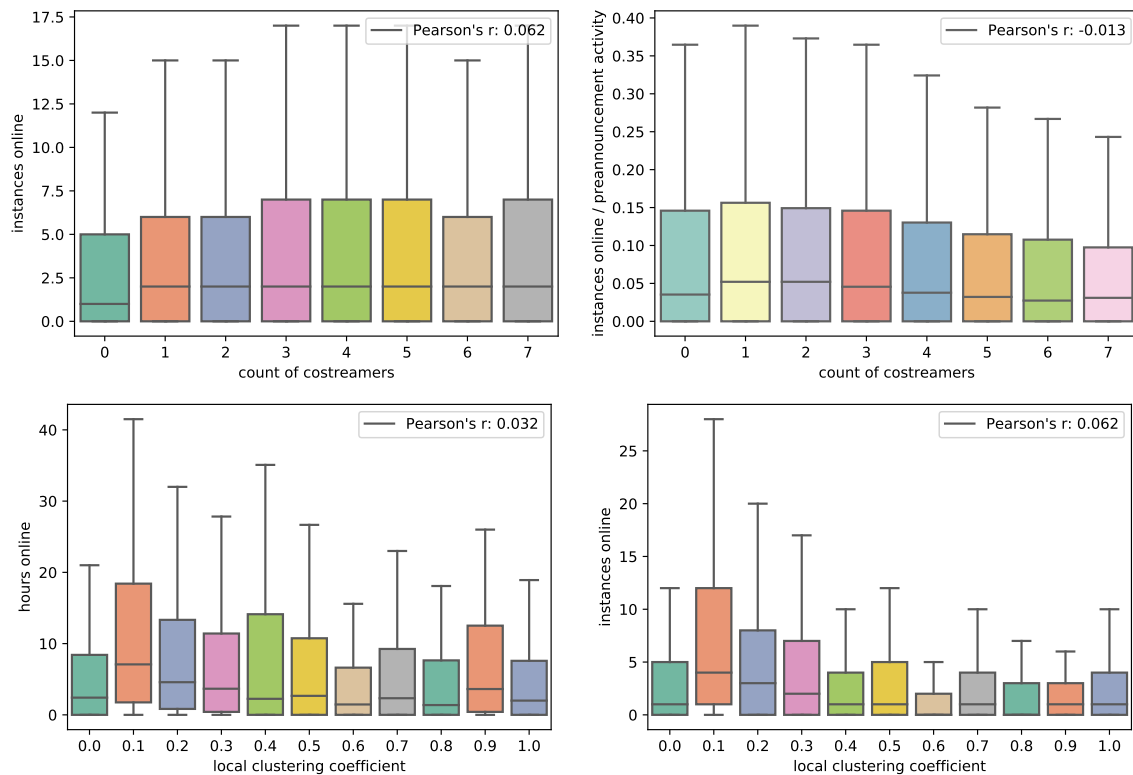 17.5
15.0
12.5
10.0
7.5
5.0
2.5
0.0
instances online
Pearson's r: 0.062
0 1 2 3 4 5 6 7
count of costreamers
0.40
0.35
0.30
0.25
0.20
0.15
0.10
0.05
0.00
instances online / preannouncement activity
Pearson's r: -0.013
0 1 2 3 4 5 6 7
count of costreamers
40
30
20
10
0
hours online
Pearson's r: 0.032
0.0 0.1 0.2 0.3 0.4 0.5 0.6 0.7 0.8 0.9 1.0
local clustering coefficient
25
20
15
10
5
0
instances online
Pearson's r: 0.062
0.0 0.1 0.2 0.3 0.4 0.5 0.6 0.7 0.8 0.9 1.0
local clustering coefficient